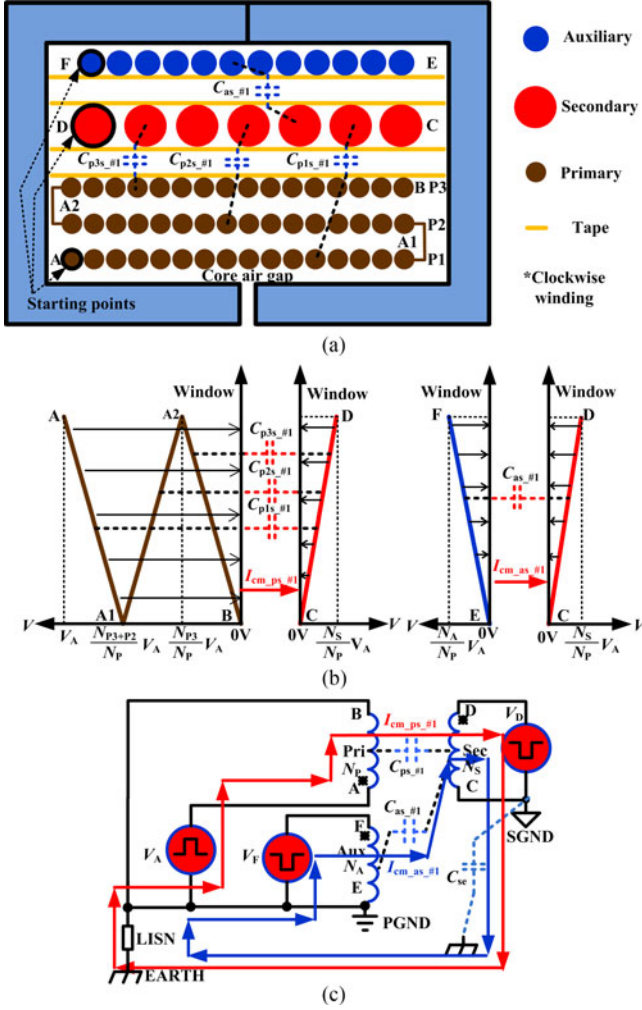 F
E
Auxiliary
C_as_#1
D
C
Secondary
C_p3s_#1
C_p2s_#1
C_p1s_#1
B P3
A2
Primary
P2
A1
A
P1
Tape
Core air gap
Starting points
*Clockwise
winding
(a)
Window
Window
Window
Window
A
A2
D
F
D
C_p3s_#1
C_p2s_#1
C_as_#1
C_p1s_#1
I_cm_ps_#1
I_cm_as_#1
A1
B
C
E
C
V
V_A
N_P3+P2/N_P V_A
N_P3/N_P V_A
0V
0V
N_S/N_P V_A
V
V
N_A/N_P V_A
0V
0V
N_S/N_P V_A
V
(b)
B
I_cm_ps_#1
D
V_D
Pri
Sec
N_P
C_ps_#1
N_S
A
C_as_#1
C
F
SGND
V_A
V_F
Aux
N_A
I_cm_as_#1
C_se
E
PGND
LISN
EARTH
(c)